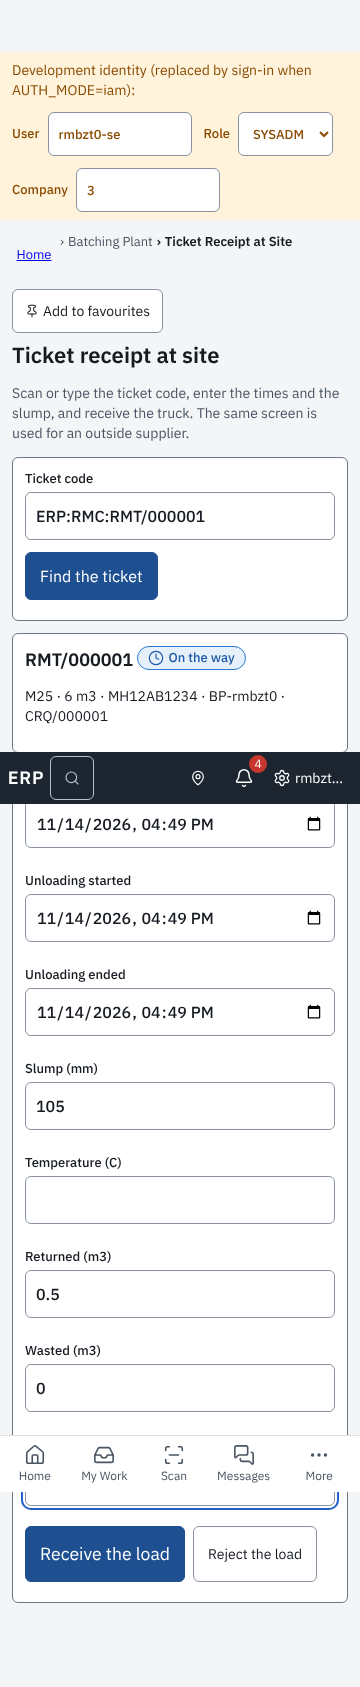 Development identity (replaced by sign-in when
AUTH_MODE=iam):
User rmbzt0-se Role SYSADM
Company 3
Home › Batching Plant › Ticket Receipt at Site
Add to favourites
Ticket receipt at site
Scan or type the ticket code, enter the times and the
slump, and receive the truck. The same screen is
used for an outside supplier.
Ticket code
ERP:RMC:RMT/000001
Find the ticket
RMT/000001 On the way
M25 · 6 m3 · MH12AB1234 · BP-rmbzt0 ·
CRQ/000001
ERP 4 rmbzt...
11/14/2026, 04:49 PM
Unloading started
11/14/2026, 04:49 PM
Unloading ended
11/14/2026, 04:49 PM
Slump (mm)
105
Temperature (C)
Returned (m3)
0.5
Wasted (m3)
0
Home My Work Scan Messages More
Receive the load Reject the load